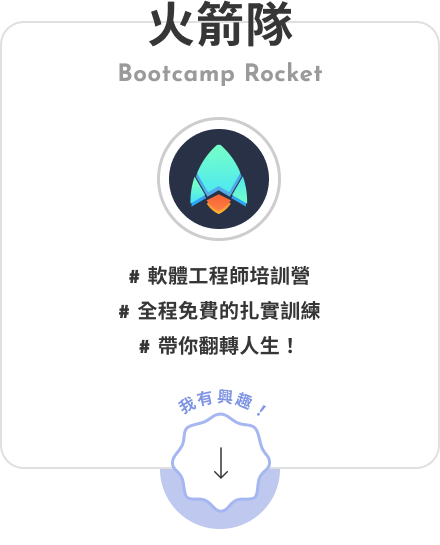 火箭隊
Bootcamp Rocket
# 軟體工程師培訓營
# 全程免費的扎實訓練
# 帶你翻轉人生！
我有興趣！